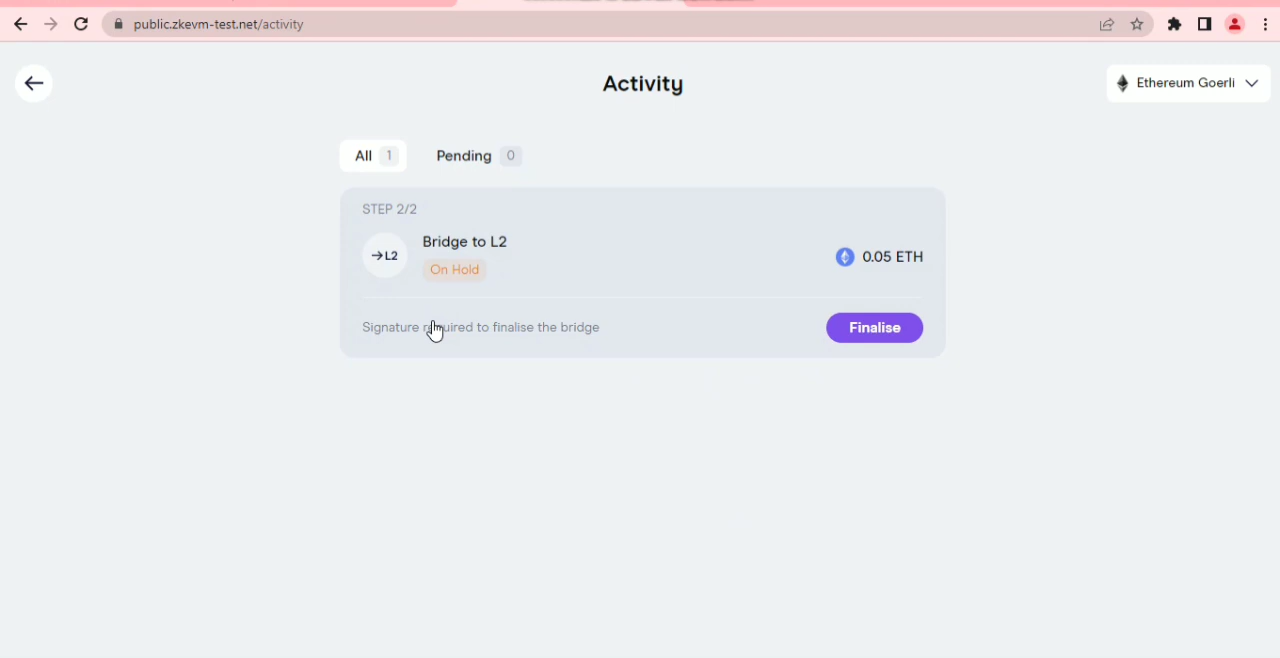 public.zkevm-test.net/activity
Activity
Ethereum Goerli
All 1 Pending 0
STEP 2/2
Bridge to L2
→L2
0.05 ETH
On Hold
Signature required to finalise the bridge
Finalise